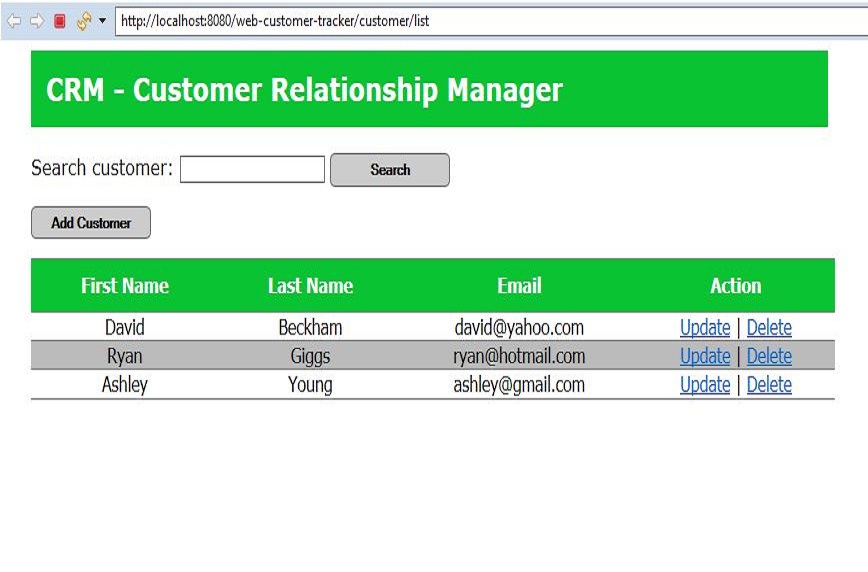 http://localhost:8080/web-customer-tracker/customer/list
CRM - Customer Relationship Manager
Search customer: Search
Add Customer
First Name Last Name Email Action
David Beckham david@yahoo.com Update | Delete
Ryan Giggs ryan@hotmail.com Update | Delete
Ashley Young ashley@gmail.com Update | Delete